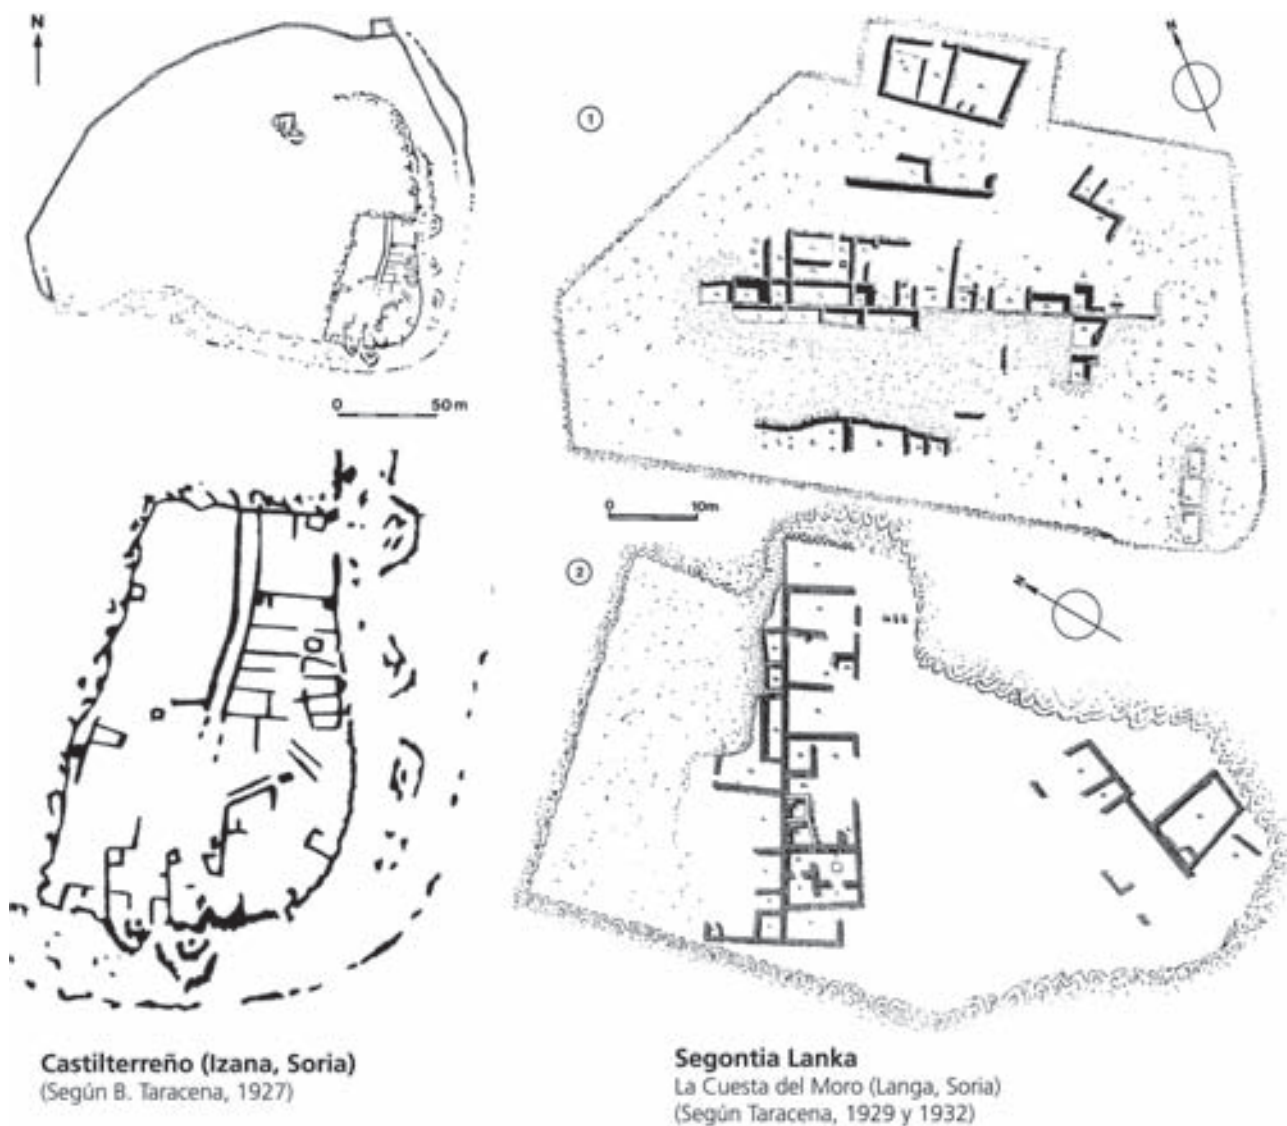 N
0 50m
Castilterreño (Izana, Soria)
(Según B. Taracena, 1927)
N
1
0 10m
2
N
Segontia Lanka
La Cuesta del Moro (Langa, Soria)
(Según Taracena, 1929 y 1932)